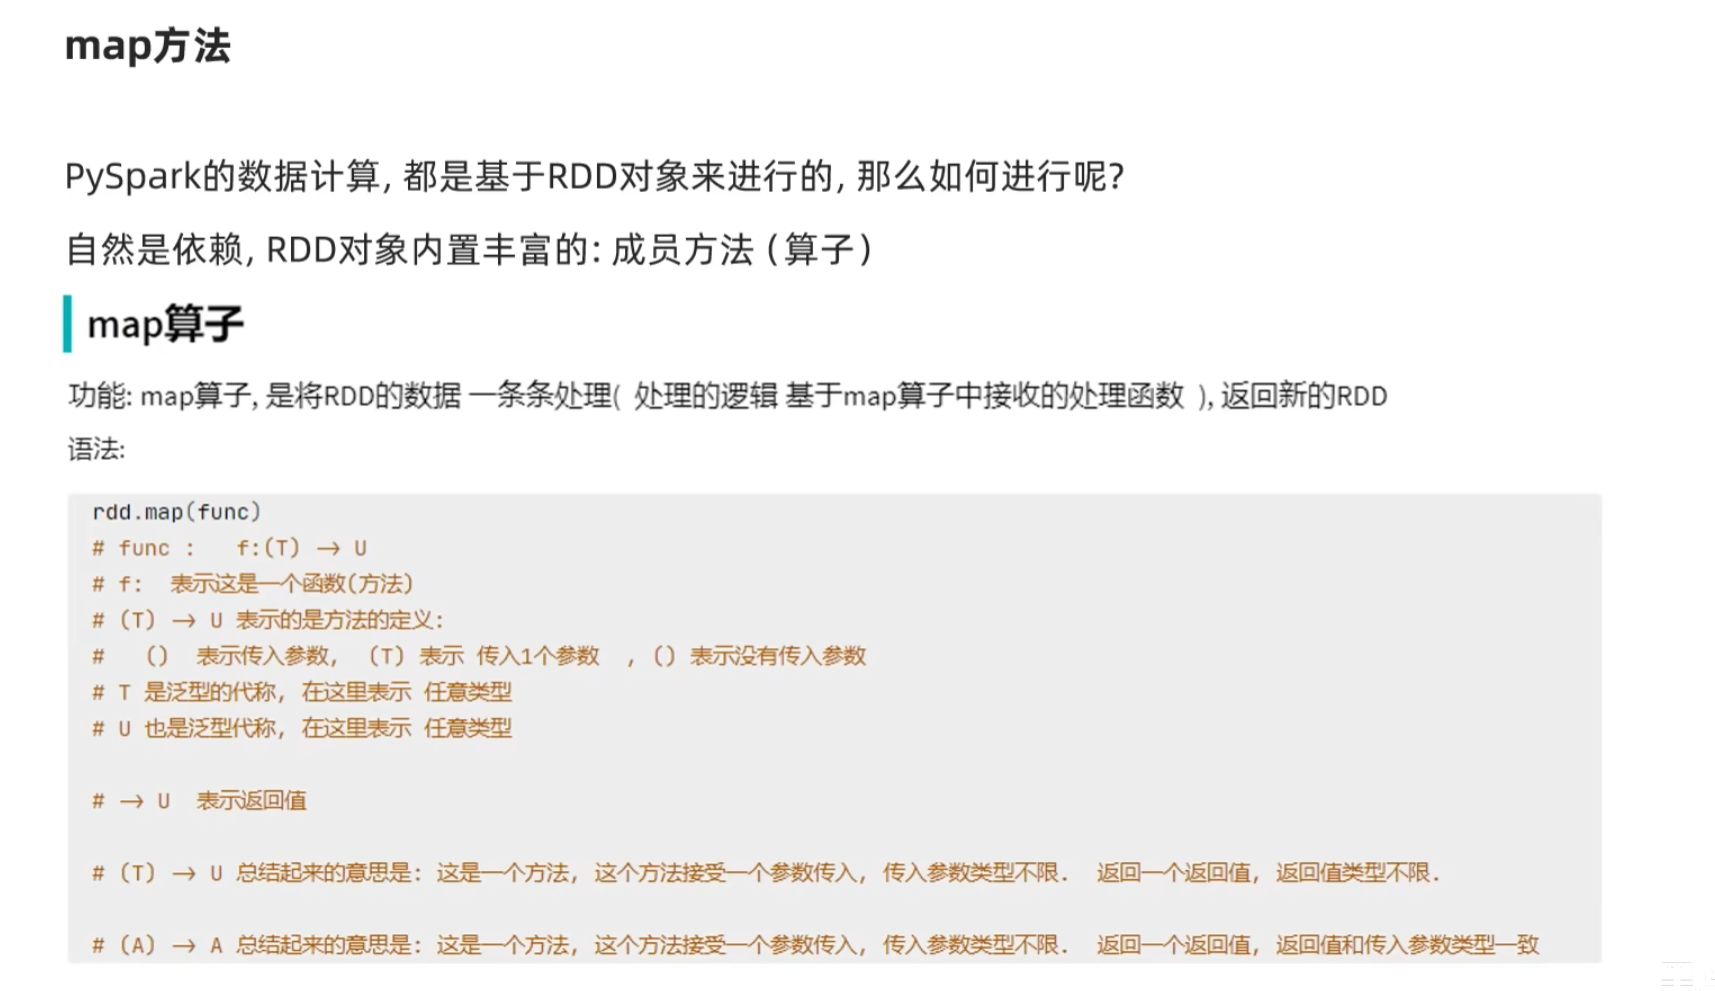 map方法
PySpark的数据计算, 都是基于RDD对象来进行的, 那么如何进行呢?
自然是依赖, RDD对象内置丰富的: 成员方法 (算子)
map算子
功能: map算子, 是将RDD的数据 一条条处理( 处理的逻辑 基于map算子中接收的处理函数 ), 返回新的RDD
语法:
rdd.map(func)
# func :   f:(T) → U
# f:  表示这是一个函数(方法)
# (T) → U 表示的是方法的定义:
#   () 表示传入参数, (T) 表示 传入1个参数 , () 表示没有传入参数
# T 是泛型的代称, 在这里表示 任意类型
# U 也是泛型代称, 在这里表示 任意类型
# → U  表示返回值
# (T) → U 总结起来的意思是: 这是一个方法, 这个方法接受一个参数传入, 传入参数类型不限.  返回一个返回值, 返回值类型不限.
# (A) → A 总结起来的意思是: 这是一个方法, 这个方法接受一个参数传入, 传入参数类型不限.  返回一个返回值, 返回值和传入参数类型一致